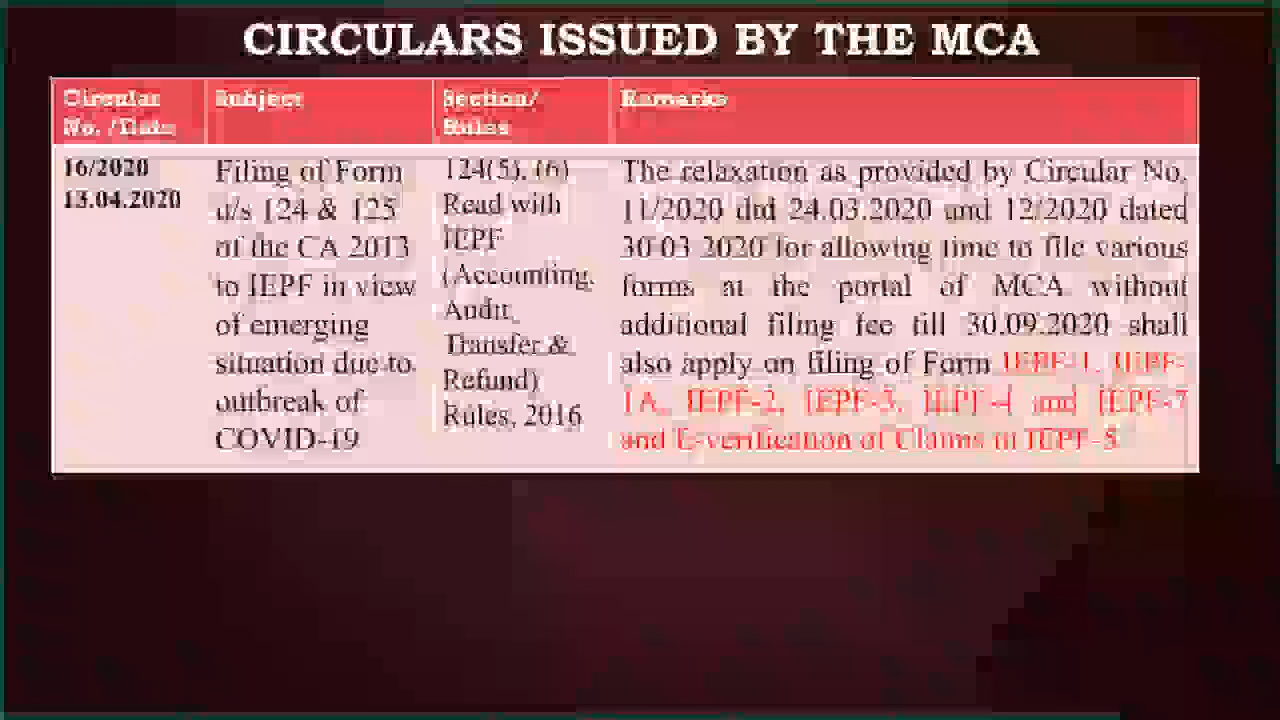 CIRCULARS ISSUED BY THE MCA
Circular
No. /Date
Subject
Section/
Rules
Remarks
16/2020
13.04.2020
Filing of Form
u/s 124 & 125
of the CA 2013
to IEPF in view
of emerging
situation due to
outbreak of
COVID-19
124(5), (6)
Read with
IEPF
(Accounting,
Audit,
Transfer &
Refund)
Rules, 2016
The relaxation as provided by Circular No.
11/2020 dtd 24.03.2020 and 12/2020 dated
30.03.2020 for allowing time to file various
forms at the portal of MCA without
additional filing fee till 30.09.2020 shall
also apply on filing of Form IEPF-1, IEPF-
1A, IEPF-2, IEPF-3, IEPF-4 and IEPF-7
and E-verification of Claims in IEPF-5.